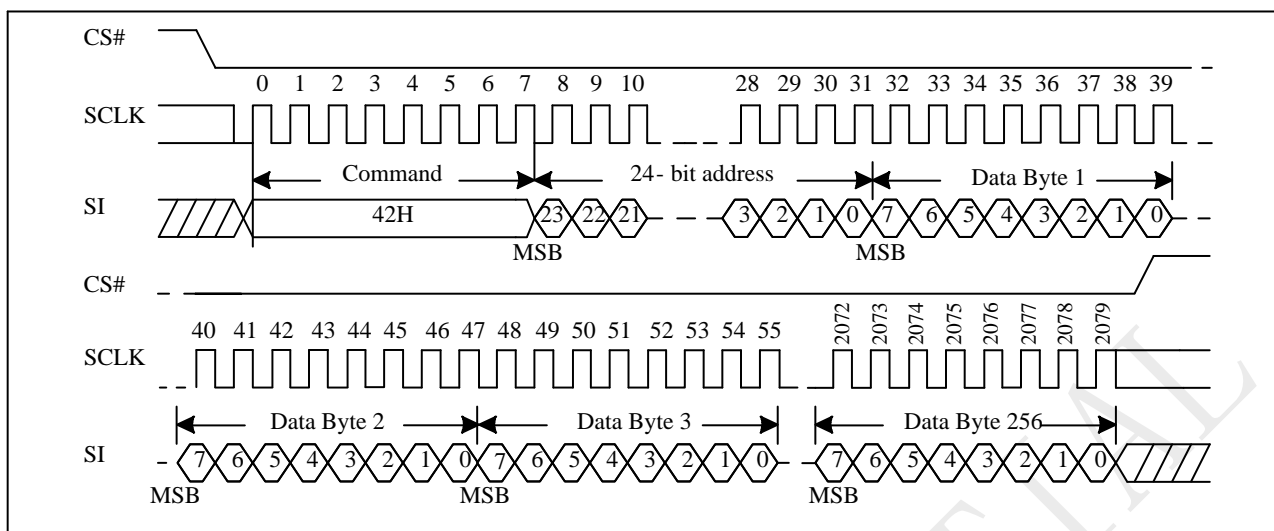 CS#
0 1 2 3 4 5 6 7 8 9 10 28 29 30 31 32 33 34 35 36 37 38 39
SCLK
Command 24- bit address Data Byte 1
SI 42H 23 22 21 3 2 1 0 7 6 5 4 3 2 1 0
MSB MSB
CS#
40 41 42 43 44 45 46 47 48 49 50 51 52 53 54 55 2072 2073 2074 2075 2076 2077 2078 2079
SCLK
Data Byte 2 Data Byte 3 Data Byte 256
SI 7 6 5 4 3 2 1 0 7 6 5 4 3 2 1 0 7 6 5 4 3 2 1 0
MSB MSB MSB
TIAL